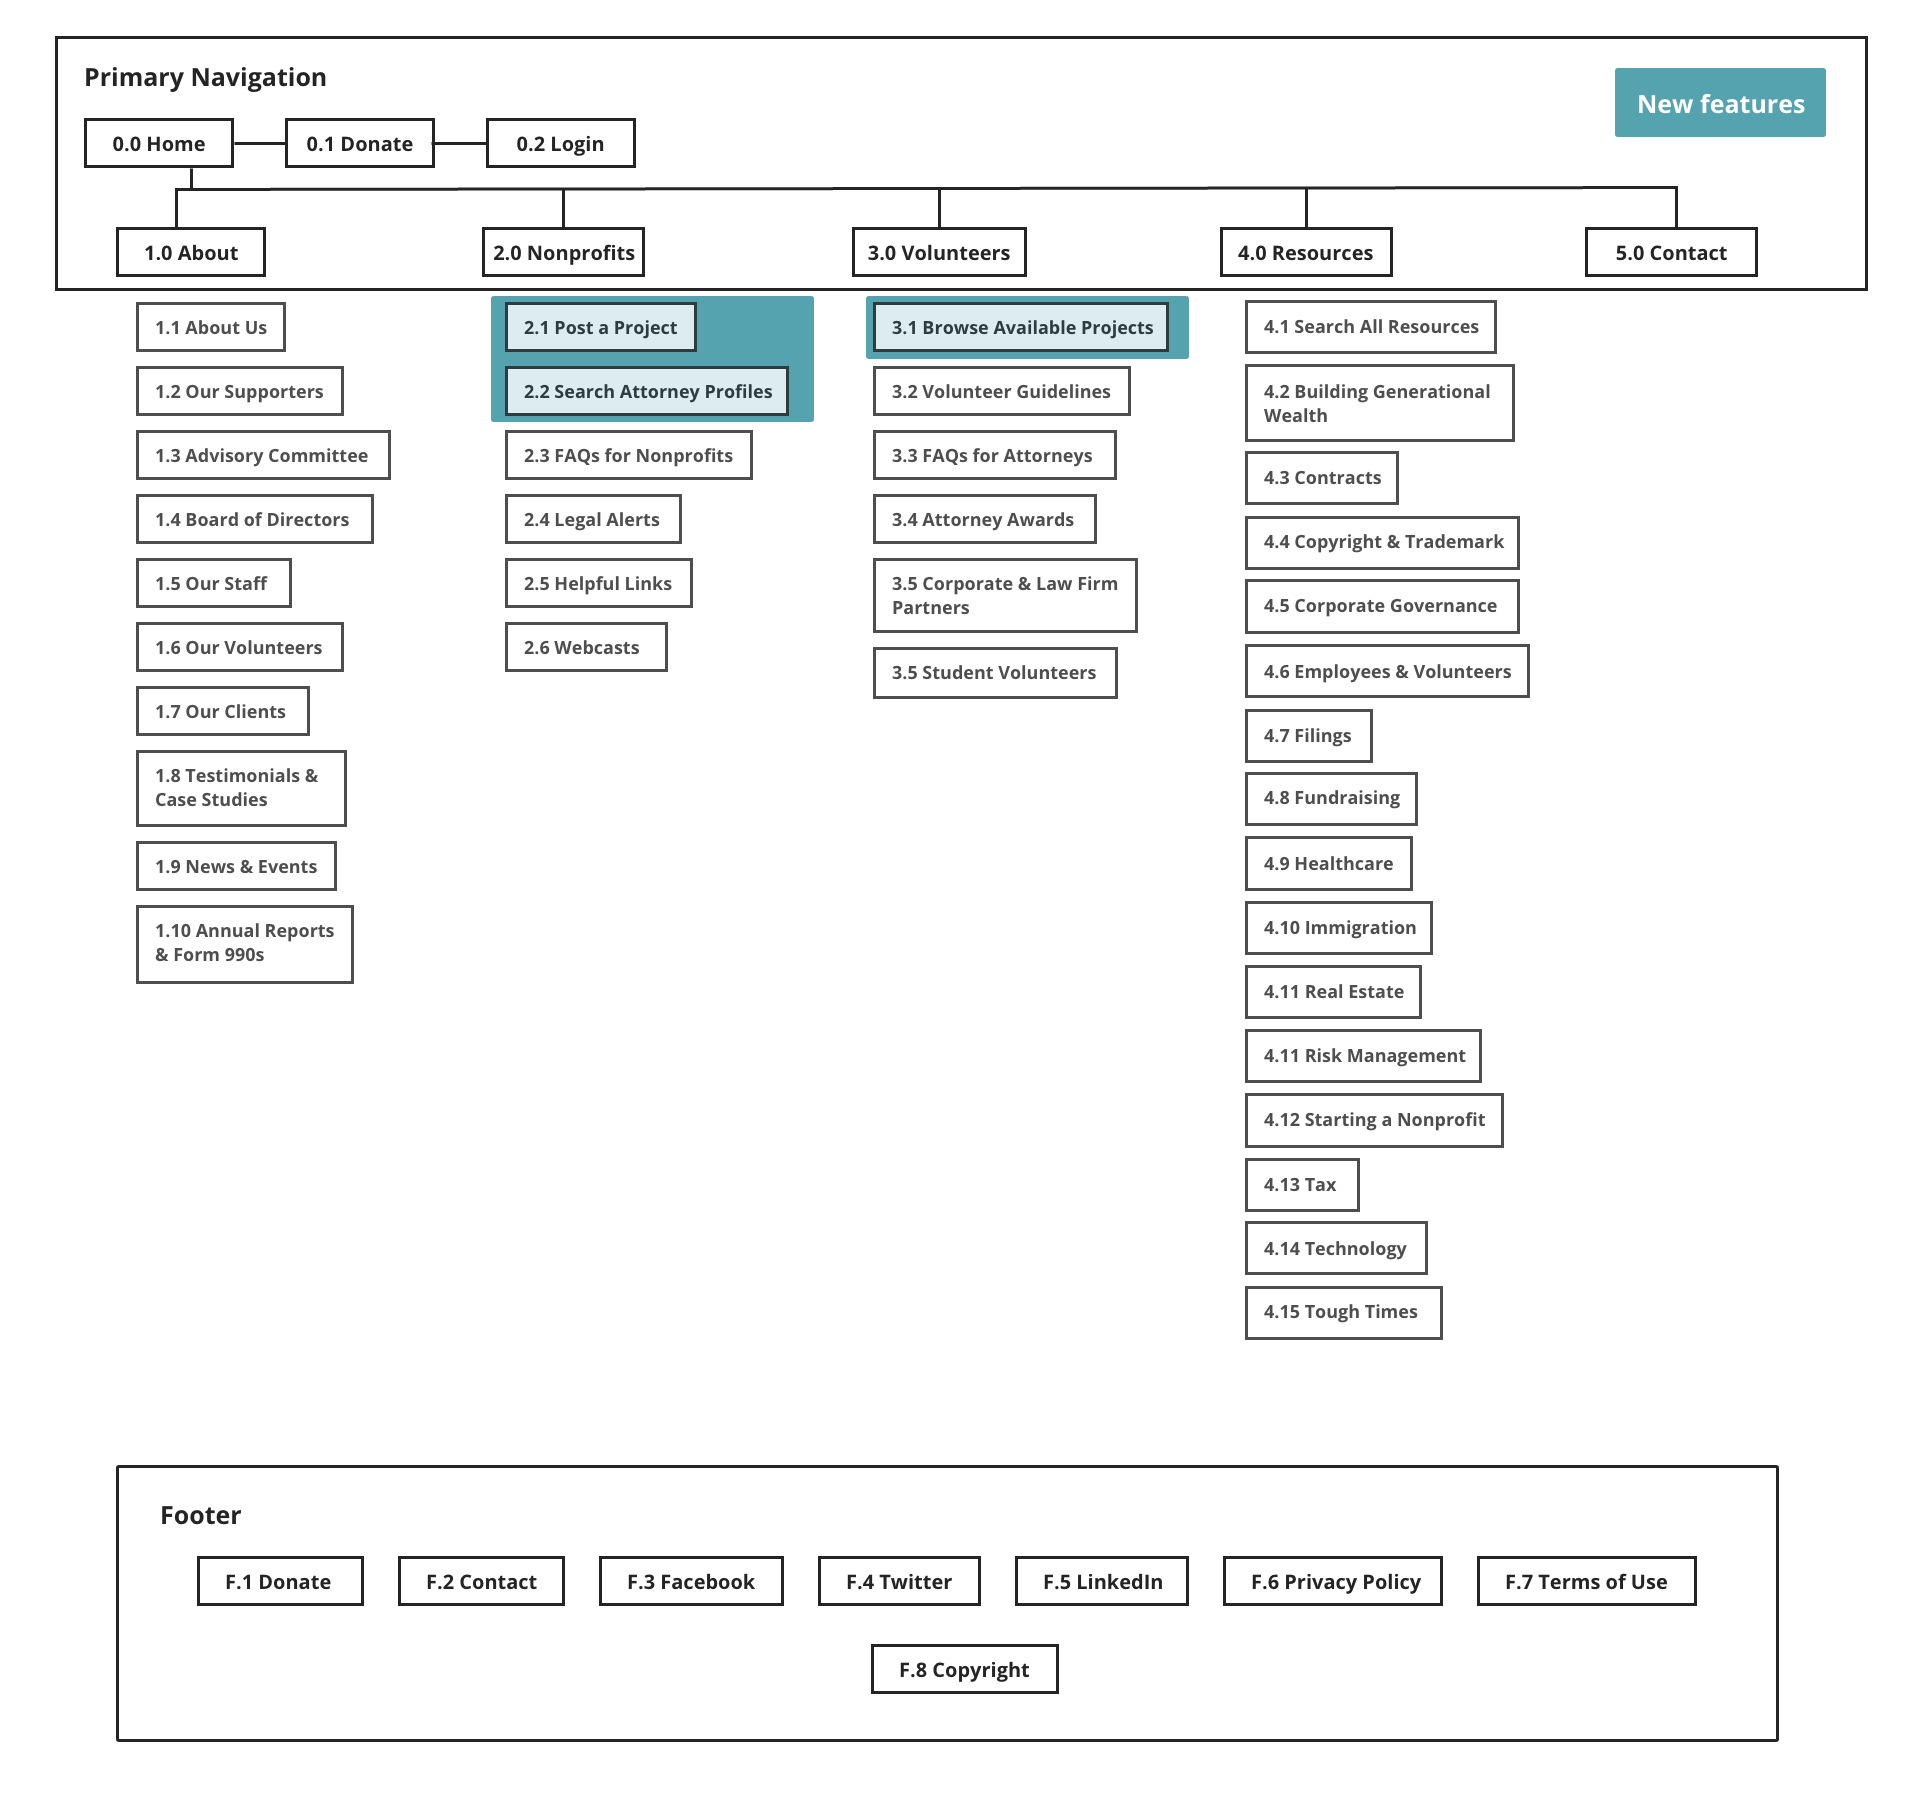 Primary Navigation
New features
0.0 Home
0.1 Donate
0.2 Login
1.0 About
2.0 Nonprofits
3.0 Volunteers
4.0 Resources
5.0 Contact
1.1 About Us
1.2 Our Supporters
1.3 Advisory Committee
1.4 Board of Directors
1.5 Our Staff
1.6 Our Volunteers
1.7 Our Clients
1.8 Testimonials &
Case Studies
1.9 News & Events
1.10 Annual Reports
& Form 990s
2.1 Post a Project
2.2 Search Attorney Profiles
2.3 FAQs for Nonprofits
2.4 Legal Alerts
2.5 Helpful Links
2.6 Webcasts
3.1 Browse Available Projects
3.2 Volunteer Guidelines
3.3 FAQs for Attorneys
3.4 Attorney Awards
3.5 Corporate & Law Firm
Partners
3.5 Student Volunteers
4.1 Search All Resources
4.2 Building Generational
Wealth
4.3 Contracts
4.4 Copyright & Trademark
4.5 Corporate Governance
4.6 Employees & Volunteers
4.7 Filings
4.8 Fundraising
4.9 Healthcare
4.10 Immigration
4.11 Real Estate
4.11 Risk Management
4.12 Starting a Nonprofit
4.13 Tax
4.14 Technology
4.15 Tough Times
Footer
F.1 Donate
F.2 Contact
F.3 Facebook
F.4 Twitter
F.5 LinkedIn
F.6 Privacy Policy
F.7 Terms of Use
F.8 Copyright